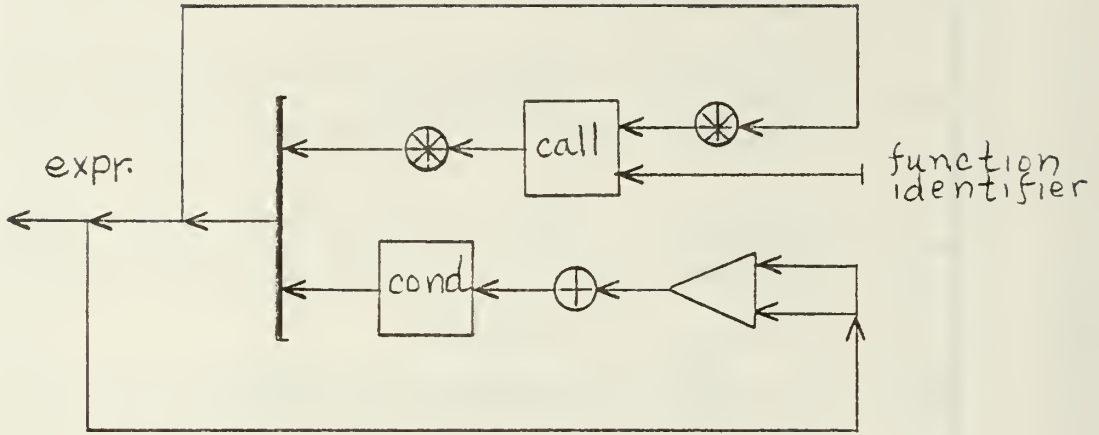 expr.
call
function
identifier
cond